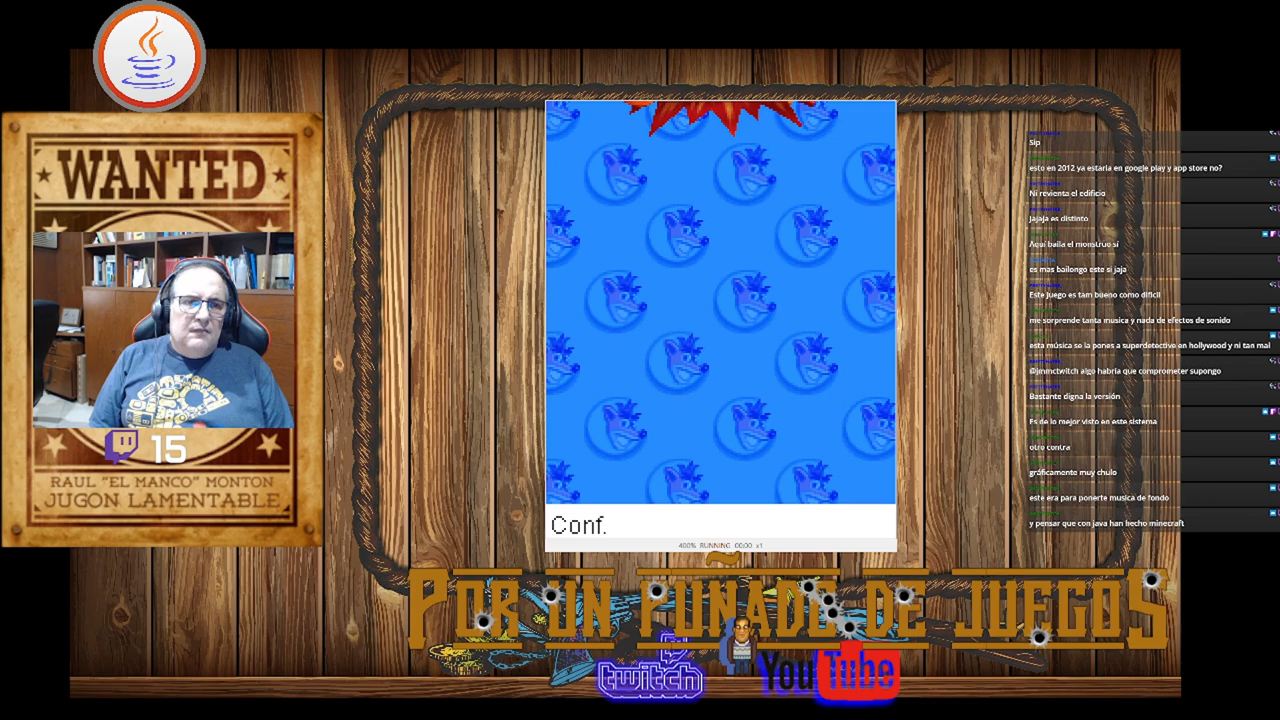 WANTED
15
RAUL "EL MANCO" MONTON
JUGON LAMENTABLE
Conf.
400% RUNNING 00:00 x1
Sip
esto en 2012 ya estaria en google play y app store no?
Ni revienta el edificio
Jajaja es distinto
Aquí baila el monstruo sí
es mas bailongo este si jaja
Este juego es tam bueno como dificil
me sorprende tanta musica y nada de efectos de sonido
esta música se la pones a superdetective en hollywood y ni tan mal
@jmmctwitch algo habria que comprometer supongo
Bastante digna la versión
Es de lo mejor visto en este sistema
otro contra
gráficamente muy chulo
este era para ponerte musica de fondo
y pensar que con java han hecho minecraft
POR UN PUÑADO DE JUEGOS
twitch
YouTube